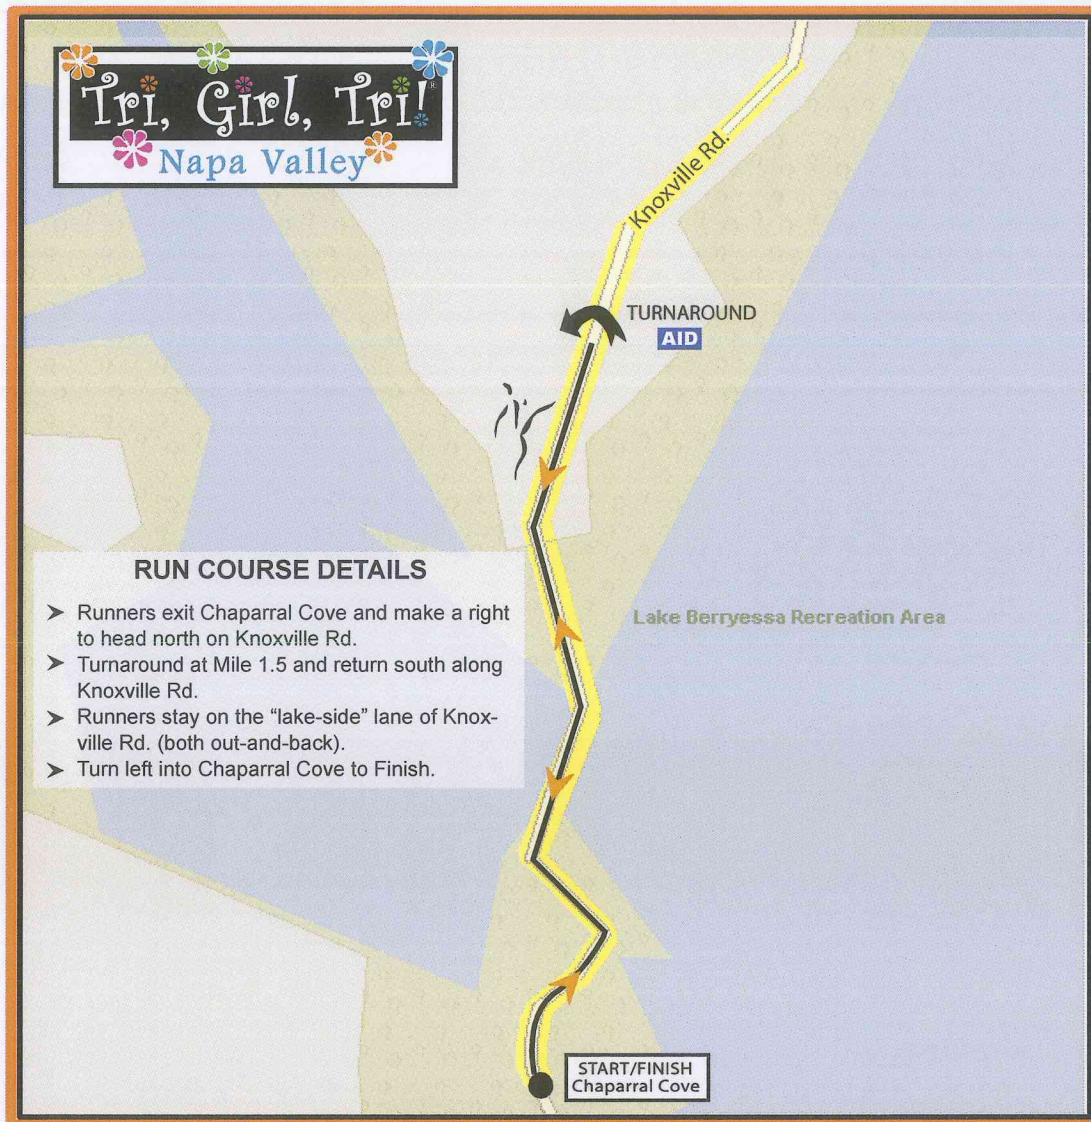 Tri, Girl, Tri!®
Napa Valley
Knoxville Rd.
TURNAROUND
AID
RUN COURSE DETAILS
➤ Runners exit Chaparral Cove and make a right
to head north on Knoxville Rd.
➤ Turnaround at Mile 1.5 and return south along
Knoxville Rd.
➤ Runners stay on the “lake-side” lane of Knox-
ville Rd. (both out-and-back).
➤ Turn left into Chaparral Cove to Finish.
Lake Berryessa Recreation Area
START/FINISH
Chaparral Cove